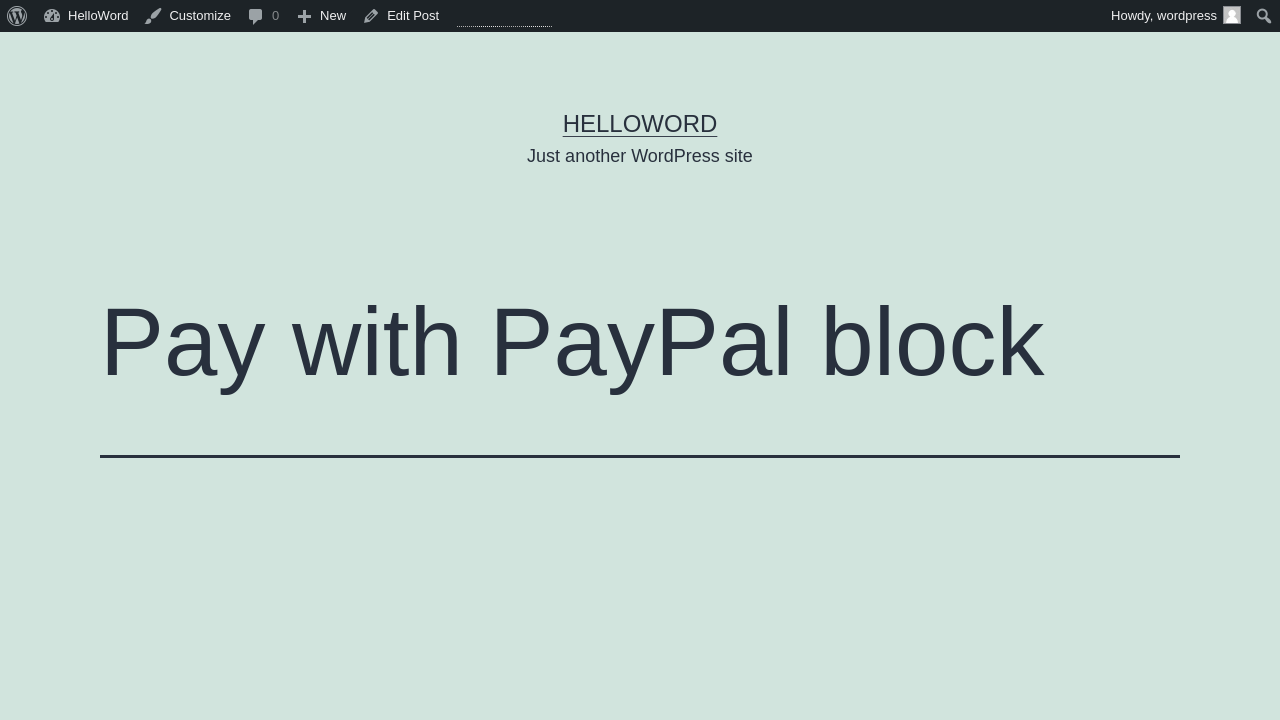 HelloWord Customize 0 New Edit Post Howdy, wordpress
HELLOWORD
Just another WordPress site
Pay with PayPal block